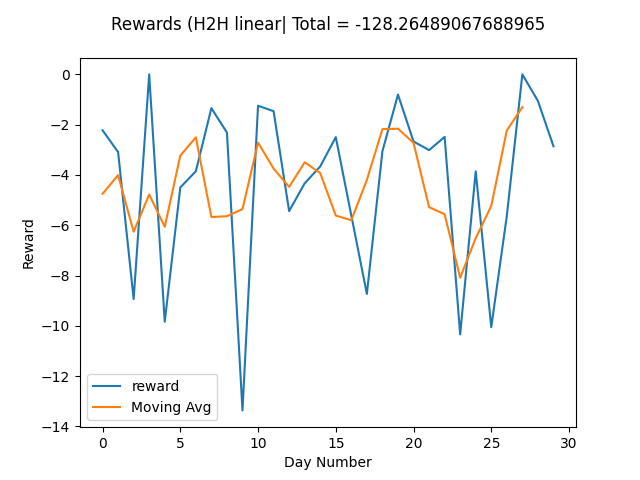 Rewards (H2H linear| Total = -128.26489067688965
0
−2
−4
−6
−8
−10
−12
−14
Reward
reward
Moving Avg
0 5 10 15 20 25 30
Day Number